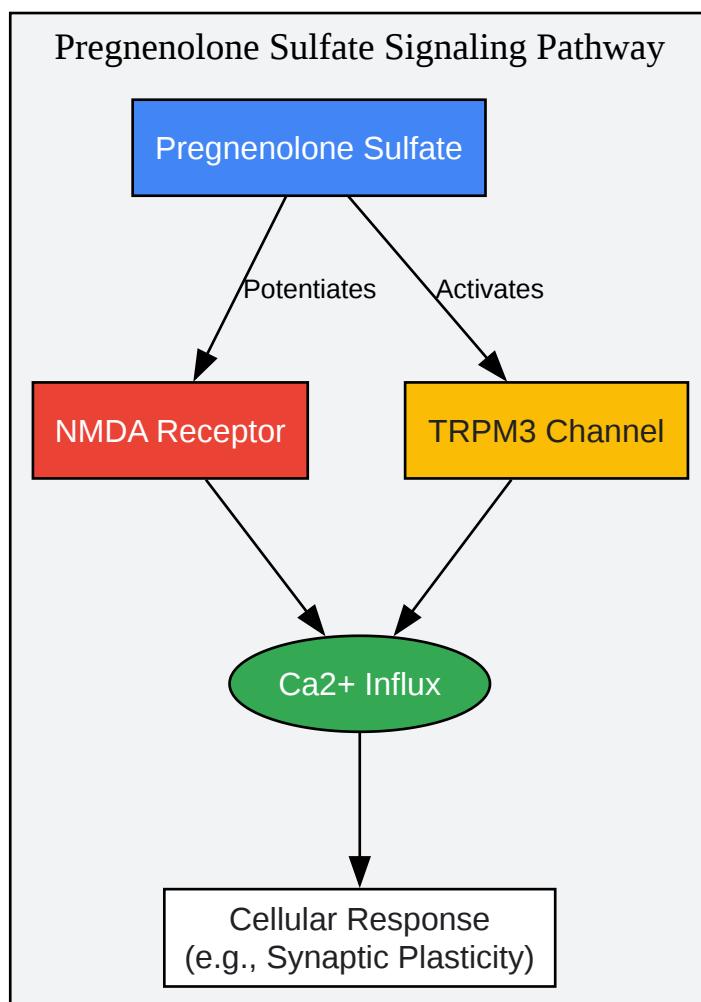 Pregnenolone Sulfate Signaling Pathway
Pregnenolone Sulfate
Potentiates
Activates
NMDA Receptor
TRPM3 Channel
Ca2+ Influx
Cellular Response
(e.g., Synaptic Plasticity)